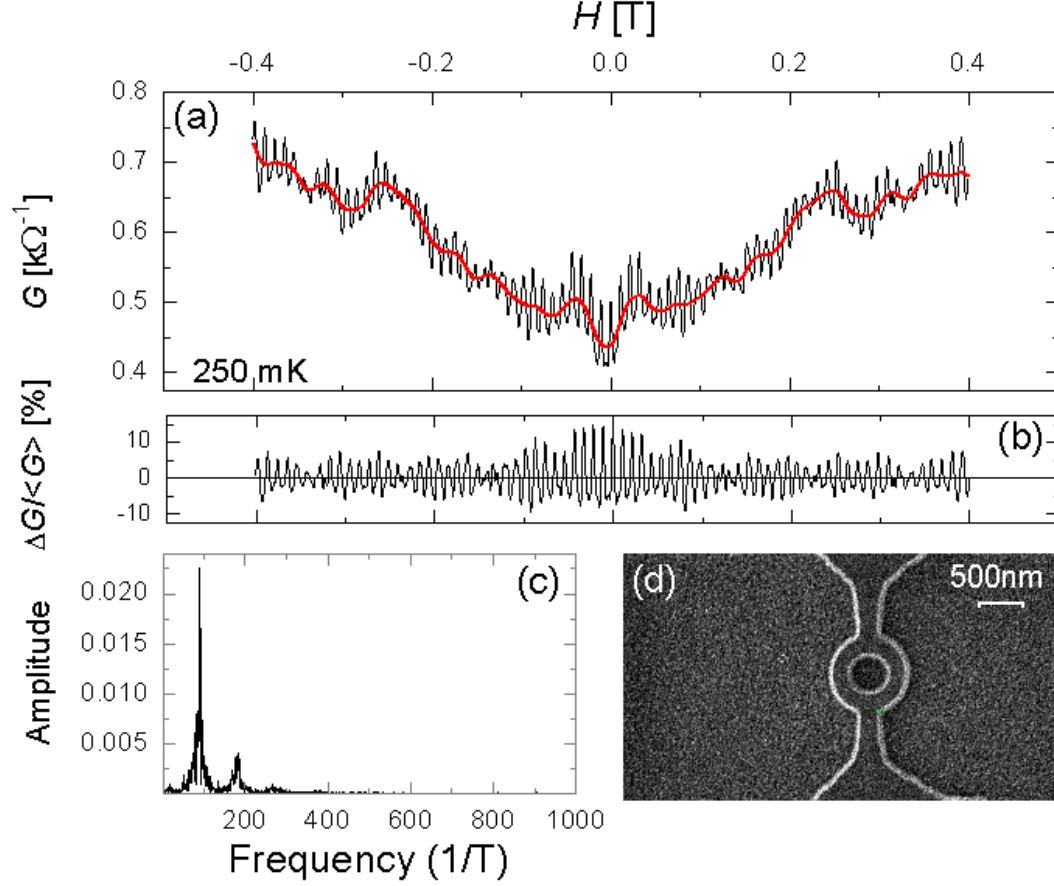 H [T]
-0.4 -0.2 0.0 0.2 0.4
(a)
0.8
0.7
0.6
0.5
0.4
G [kΩ⁻¹]
250 mK
(b)
10
0
-10
ΔG/<G> [%]
(c)
0.020
0.015
0.010
0.005
Amplitude
200 400 600 800 1000
Frequency (1/T)
(d)
500nm